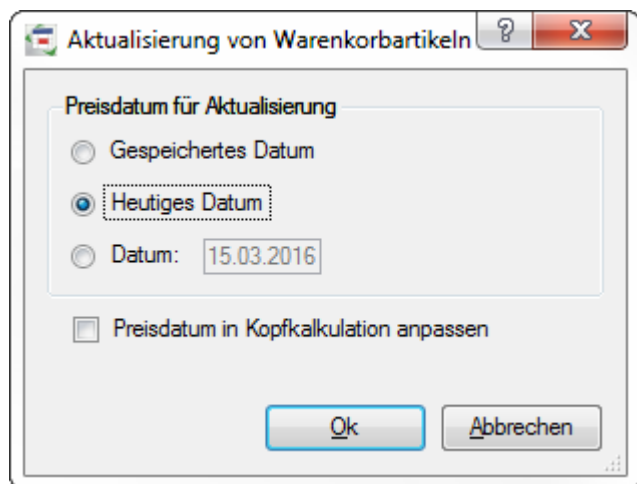 Aktualisierung von Warenkorbartikeln
Preisdatum für Aktualisierung
Gespeichertes Datum
Heutiges Datum
Datum: 15.03.2016
Preisdatum in Kopfkalkulation anpassen
Ok Abbrechen